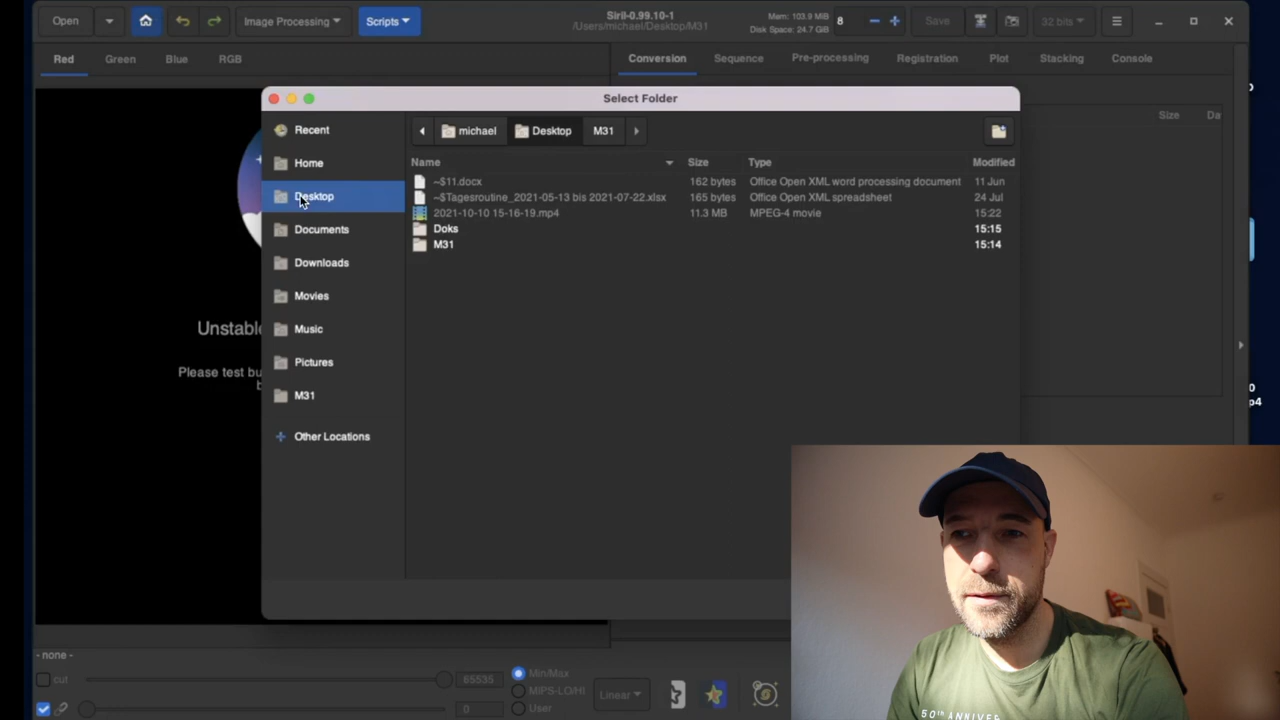 Open
Image Processing
Scripts
Siril-0.99.10-1
/Users/michael/Desktop/M31
Mem: 103.9 MiB
Disk Space: 24.7 GiB
8
Save
32 bits
Red
Green
Blue
RGB
Conversion
Sequence
Pre-processing
Registration
Plot
Stacking
Console
Size
Da
Select Folder
Recent
Home
Desktop
Documents
Downloads
Movies
Music
Pictures
M31
Other Locations
michael
Desktop
M31
Name
Size
Type
Modified
~$11.docx
162 bytes
Office Open XML word processing document
11 Jun
~$Tagesroutine_2021-05-13 bis 2021-07-22.xlsx
165 bytes
Office Open XML spreadsheet
24 Jul
2021-10-10 15-16-19.mp4
11.3 MB
MPEG-4 movie
15:22
Doks
15:15
M31
15:14
Unstabl
Please test bu
- none -
cut
65535
0
Min/Max
MIPS-LO/HI
User
Linear
50TH ANNIVER